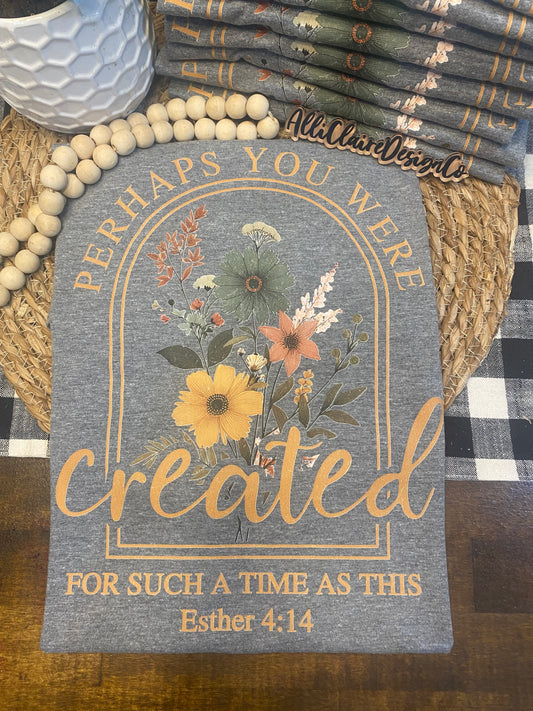 AlliClaireDesignCo
PERHAPS YOU WERE
created
FOR SUCH A TIME AS THIS
Esther 4:14